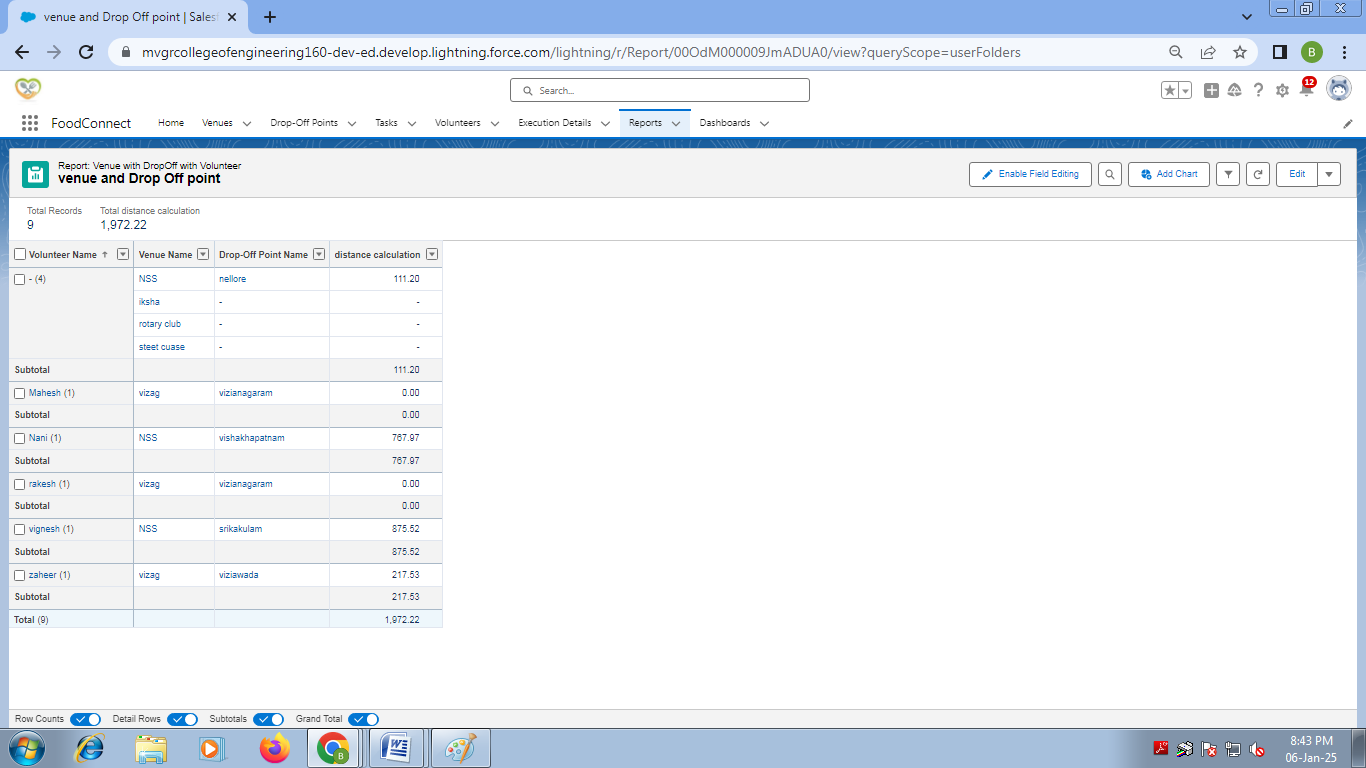 venue and Drop Off point | Sales
mvgrcollegeofengineering160-dev-ed.develop.lightning.force.com/lightning/r/Report/00OdM000009JmADUA0/view?queryScope=userFolders
B
Search...
12
FoodConnect Home Venues Drop-Off Points Tasks Volunteers Execution Details Reports Dashboards
Report: Venue with DropOff with Volunteer
venue and Drop Off point
Enable Field Editing Add Chart Edit
Total Records Total distance calculation
9 1,972.22
Volunteer Name ↑ Venue Name Drop-Off Point Name distance calculation
- (4) NSS nellore 111.20
iksha - -
rotary club - -
steet cuase - -
Subtotal 111.20
Mahesh (1) vizag vizianagaram 0.00
Subtotal 0.00
Nani (1) NSS vishakhapatnam 767.97
Subtotal 767.97
rakesh (1) vizag vizianagaram 0.00
Subtotal 0.00
vignesh (1) NSS srikakulam 875.52
Subtotal 875.52
zaheer (1) vizag viziawada 217.53
Subtotal 217.53
Total (9) 1,972.22
Row Counts Detail Rows Subtotals Grand Total
8:43 PM
06-Jan-25